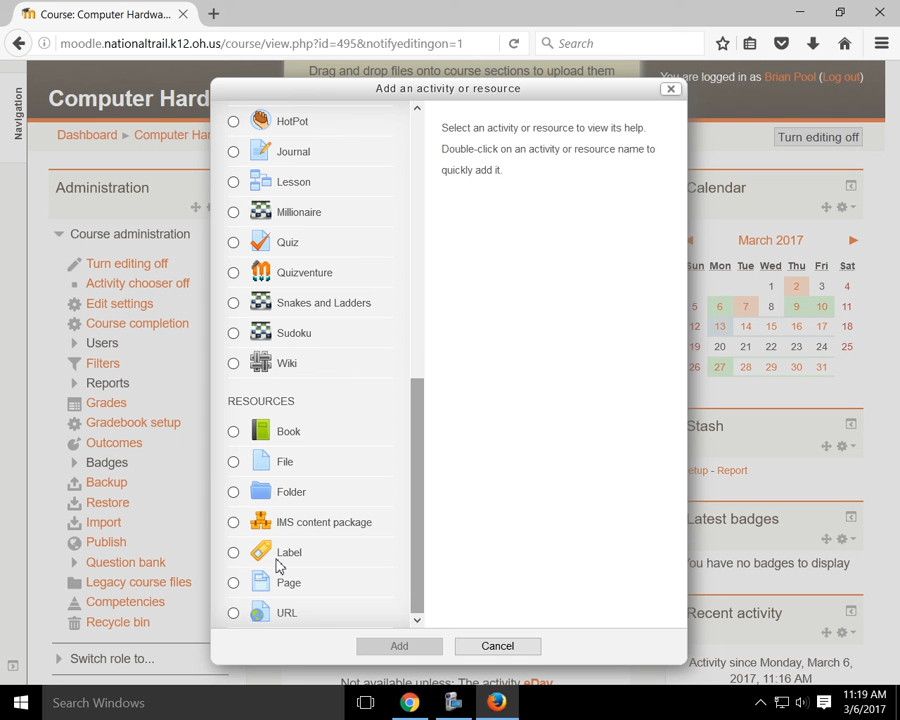 Course: Computer Hardwa...
moodle.nationaltrail.k12.oh.us/course/view.php?id=495&notifyeditingon=1
Search
Drag and drop files onto course sections to upload them
You are logged in as Brian Pool (Log out)
Navigation
Computer Hard
Dashboard
Computer Har
Turn editing off
Add an activity or resource
HotPot
Journal
Lesson
Millionaire
Quiz
Quizventure
Snakes and Ladders
Sudoku
Wiki
RESOURCES
Book
File
Folder
IMS content package
Label
Page
URL
Select an activity or resource to view its help.
Double-click on an activity or resource name to
quickly add it.
Add
Cancel
Administration
Course administration
Turn editing off
Activity chooser off
Edit settings
Course completion
Users
Filters
Reports
Grades
Gradebook setup
Outcomes
Badges
Backup
Restore
Import
Publish
Question bank
Legacy course files
Competencies
Recycle bin
Switch role to...
Calendar
March 2017
Sun Mon Tue Wed Thu Fri Sat
1 2 3 4
5 6 7 8 9 10 11
12 13 14 15 16 17 18
19 20 21 22 23 24 25
26 27 28 29 30 31
Stash
etup - Report
Latest badges
You have no badges to display
Recent activity
Activity since Monday, March 6,
2017, 11:16 AM
Not available unless: The activity eDay
Search Windows
11:19 AM
3/6/2017